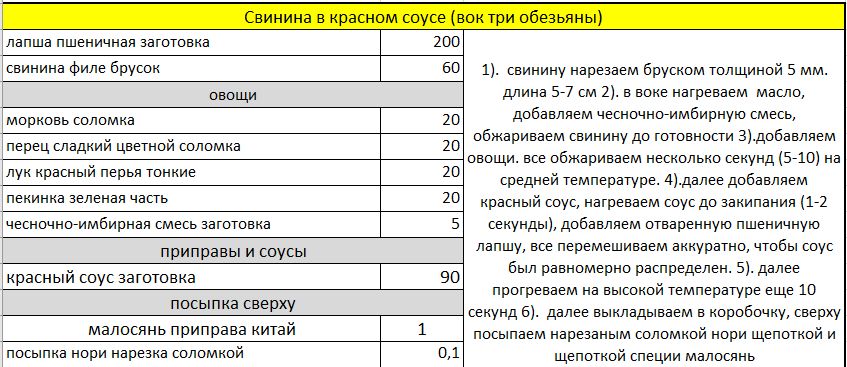 Свинина в красном соусе (вок три обезьяны)
лапша пшеничная заготовка 200
свинина филе брусок 60
овощи
морковь соломка 20
перец сладкий цветной соломка 20
лук красный перья тонкие 20
пекинка зеленая часть 20
чесночно-имбирная смесь заготовка 5
приправы и соусы
красный соус заготовка 90
посыпка сверху
малосянь приправа китай 1
посыпка нори нарезка соломкой 0,1
1). свинину нарезаем бруском толщиной 5 мм.
длина 5-7 см 2). в воке нагреваем масло,
добавляем чесночно-имбирную смесь,
обжариваем свинину до готовности 3).добавляем
овощи. все обжариваем несколько секунд (5-10) на
средней температуре. 4).далее добавляем
красный соус, нагреваем соус до закипания (1-2
секунды), добавляем отваренную пшеничную
лапшу, все перемешиваем аккуратно, чтобы соус
был равномерно распределен. 5). далее
прогреваем на высокой температуре еще 10
секунд 6). далее выкладываем в коробочку, сверху
посыпаем нарезаным соломкой нори щепоткой и
щепоткой специи малосянь